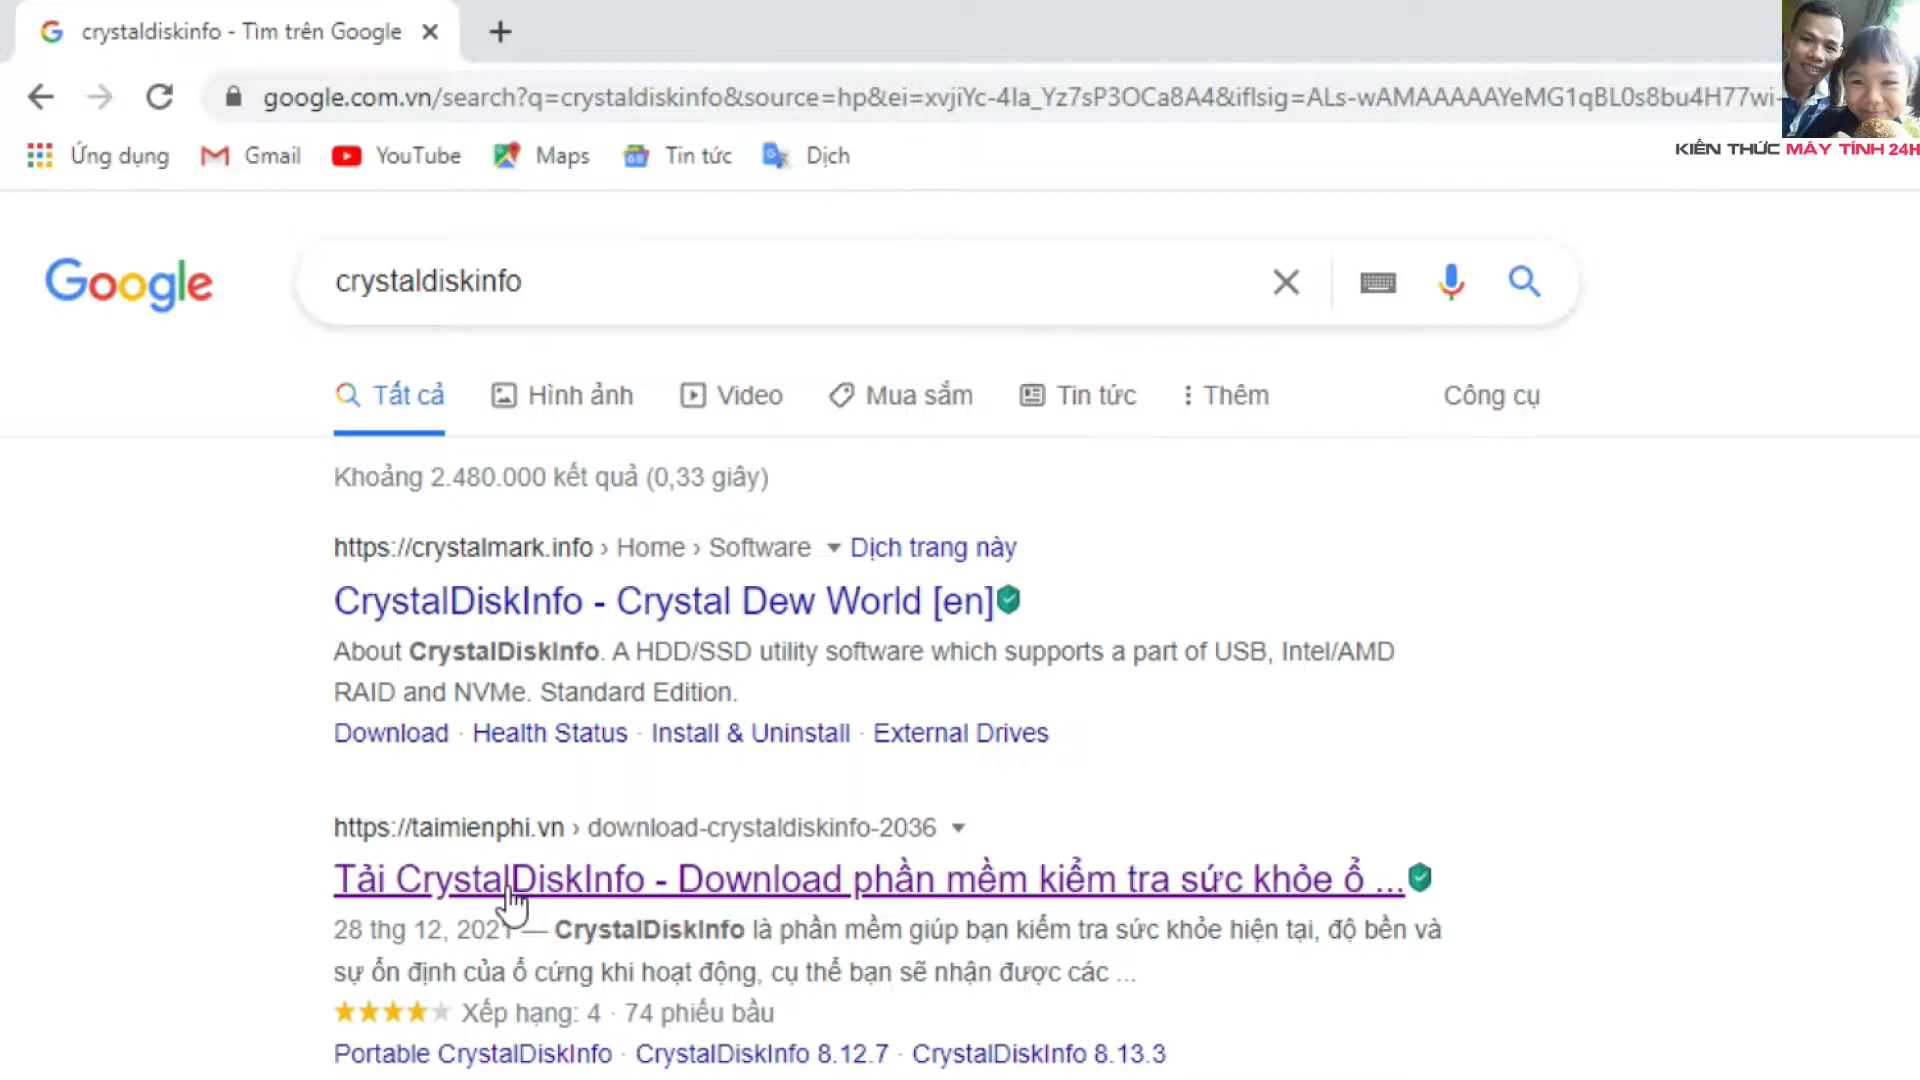 crystaldiskinfo - Tìm trên Google
google.com.vn/search?q=crystaldiskinfo&source=hp&ei=xvjiYc-4Ia_Yz7sP3OCa8A4&iflsig=ALs-wAMAAAAAYeMG1qBL0s8bu4H77wi-
Ứng dụng Gmail YouTube Maps Tin tức Dịch
KIẾN THỨC MÁY TÍNH 24H
Google
crystaldiskinfo
Tất cả Hình ảnh Video Mua sắm Tin tức Thêm Công cụ
Khoảng 2.480.000 kết quả (0,33 giây)
https://crystalmark.info › Home › Software Dịch trang này
CrystalDiskInfo - Crystal Dew World [en]
About CrystalDiskInfo. A HDD/SSD utility software which supports a part of USB, Intel/AMD
RAID and NVMe. Standard Edition.
Download · Health Status · Install & Uninstall · External Drives
https://taimienphi.vn › download-crystaldiskinfo-2036
Tải CrystalDiskInfo - Download phần mềm kiểm tra sức khỏe ổ ...
28 thg 12, 2021 — CrystalDiskInfo là phần mềm giúp bạn kiểm tra sức khỏe hiện tại, độ bền và
sự ổn định của ổ cứng khi hoạt động, cụ thể bạn sẽ nhận được các ...
Xếp hạng: 4 · 74 phiếu bầu
Portable CrystalDiskInfo · CrystalDiskInfo 8.12.7 · CrystalDiskInfo 8.13.3